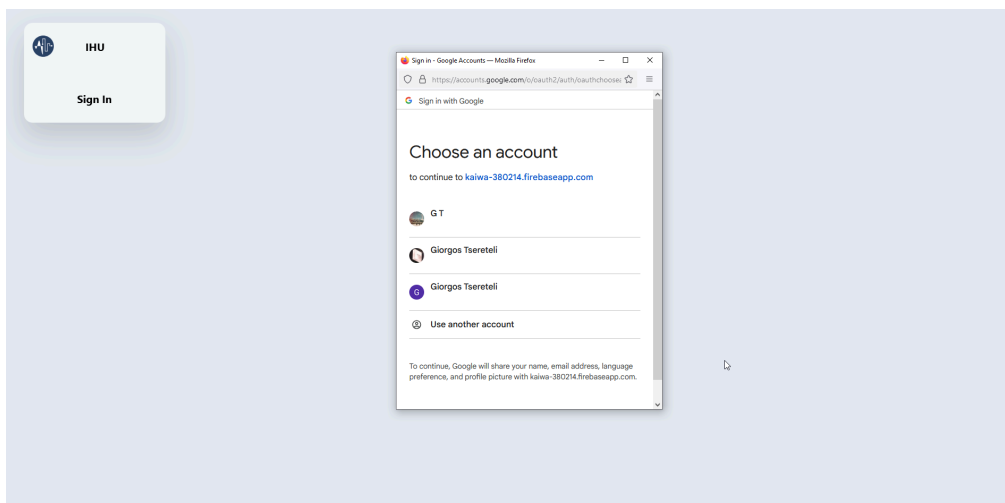 IHU
Sign In
Sign in - Google Accounts — Mozilla Firefox
https://accounts.google.com/o/oauth2/auth/oauthchoosea
Sign in with Google
Choose an account
to continue to kaiwa-380214.firebaseapp.com
G T
Giorgos Tsereteli
G
Giorgos Tsereteli
Use another account
To continue, Google will share your name, email address, language
preference, and profile picture with kaiwa-380214.firebaseapp.com.